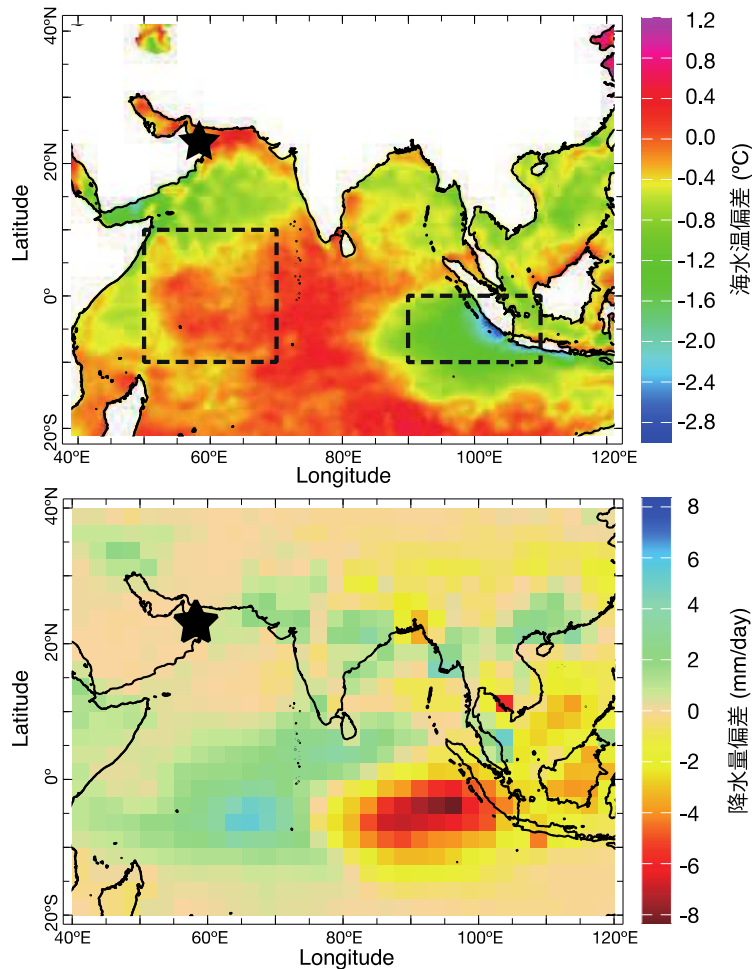 40°N
20°N
0°
20°S
Latitude
40°E
60°E
80°E
100°E
120°E
Longitude
1.2
0.8
0.4
0.0
-0.4
-0.8
-1.2
-1.6
-2.0
-2.4
-2.8
海水温偏差 (°C)
40°N
20°N
0°
20°S
Latitude
40°E
60°E
80°E
100°E
120°E
Longitude
8
6
4
2
0
-2
-4
-6
-8
降水量偏差 (mm/day)